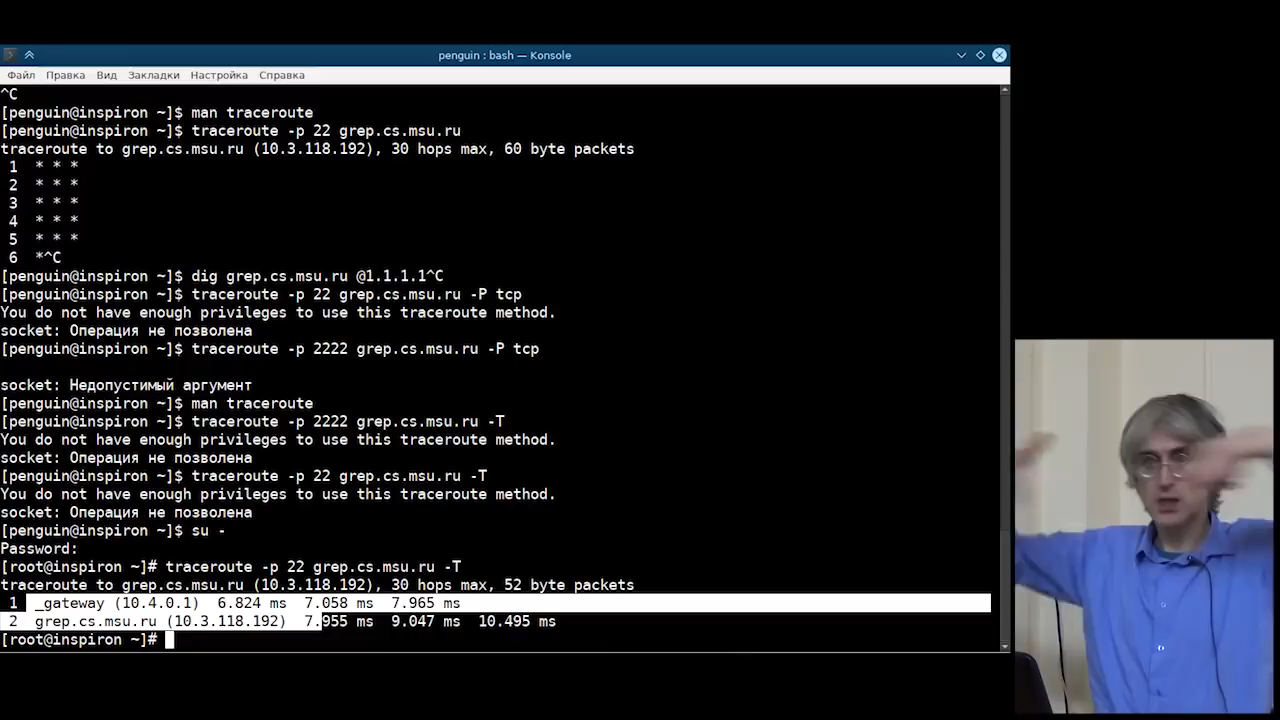 penguin : bash — Konsole
Файл Правка Вид Закладки Настройка Справка
^C
[penguin@inspiron ~]$ man traceroute
[penguin@inspiron ~]$ traceroute -p 22 grep.cs.msu.ru
traceroute to grep.cs.msu.ru (10.3.118.192), 30 hops max, 60 byte packets
1 * * *
2 * * *
3 * * *
4 * * *
5 * * *
6 *^C
[penguin@inspiron ~]$ dig grep.cs.msu.ru @1.1.1.1^C
[penguin@inspiron ~]$ traceroute -p 22 grep.cs.msu.ru -P tcp
You do not have enough privileges to use this traceroute method.
socket: Операция не позволена
[penguin@inspiron ~]$ traceroute -p 2222 grep.cs.msu.ru -P tcp
socket: Недопустимый аргумент
[penguin@inspiron ~]$ man traceroute
[penguin@inspiron ~]$ traceroute -p 2222 grep.cs.msu.ru -T
You do not have enough privileges to use this traceroute method.
socket: Операция не позволена
[penguin@inspiron ~]$ traceroute -p 22 grep.cs.msu.ru -T
You do not have enough privileges to use this traceroute method.
socket: Операция не позволена
[penguin@inspiron ~]$ su -
Password:
[root@inspiron ~]# traceroute -p 22 grep.cs.msu.ru -T
traceroute to grep.cs.msu.ru (10.3.118.192), 30 hops max, 52 byte packets
1 _gateway (10.4.0.1) 6.824 ms 7.058 ms 7.965 ms
2 grep.cs.msu.ru (10.3.118.192) 7.955 ms 9.047 ms 10.495 ms
[root@inspiron ~]#